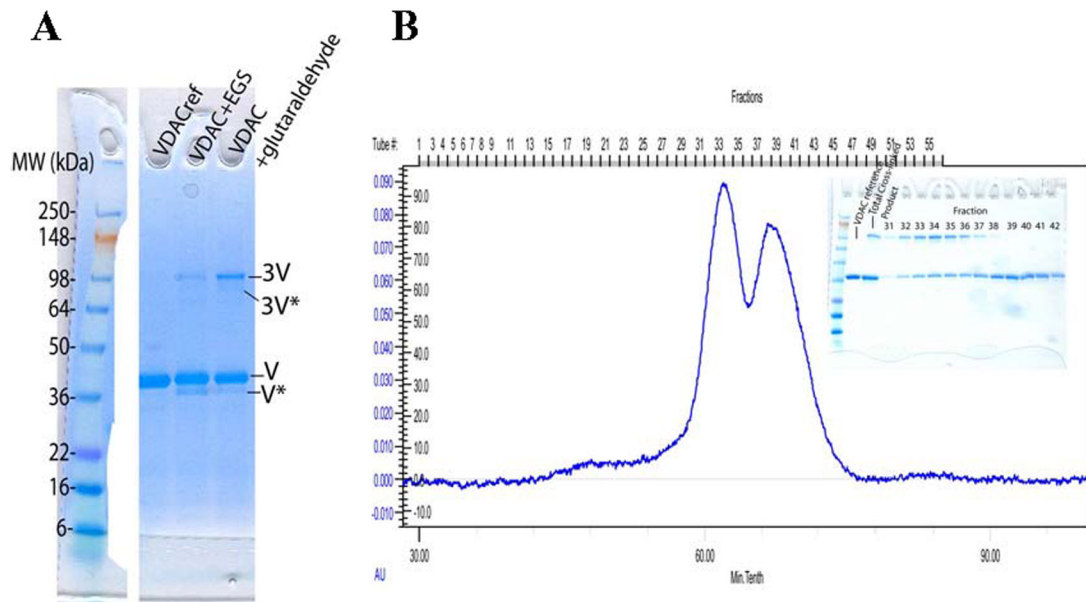 A
B
VDACref
VDAC+EGS
VDAC
+glutaraldehyde
MW (kDa)
250-
148-
98-
64-
50-
36-
22-
16-
6-
3V
3V*
V
V*
Fractions
Tube #: 1 3 4 5 6 7 8 9 11 13 15 17 19 21 23 25 27 29 31 33 35 37 39 41 43 45 47 49 51 53 55
0.090
0.080
0.070
0.060
0.050
0.040
0.030
0.020
0.010
0.000
-0.010
90.0
80.0
70.0
60.0
50.0
40.0
30.0
20.0
10.0
0.0
-10.0
VDAC reference
Total Cross-linked
Product
Fraction
31 32 33 34 35 36 37 38 39 40 41 42
30.00 60.00 90.00
AU
Min.Tenth